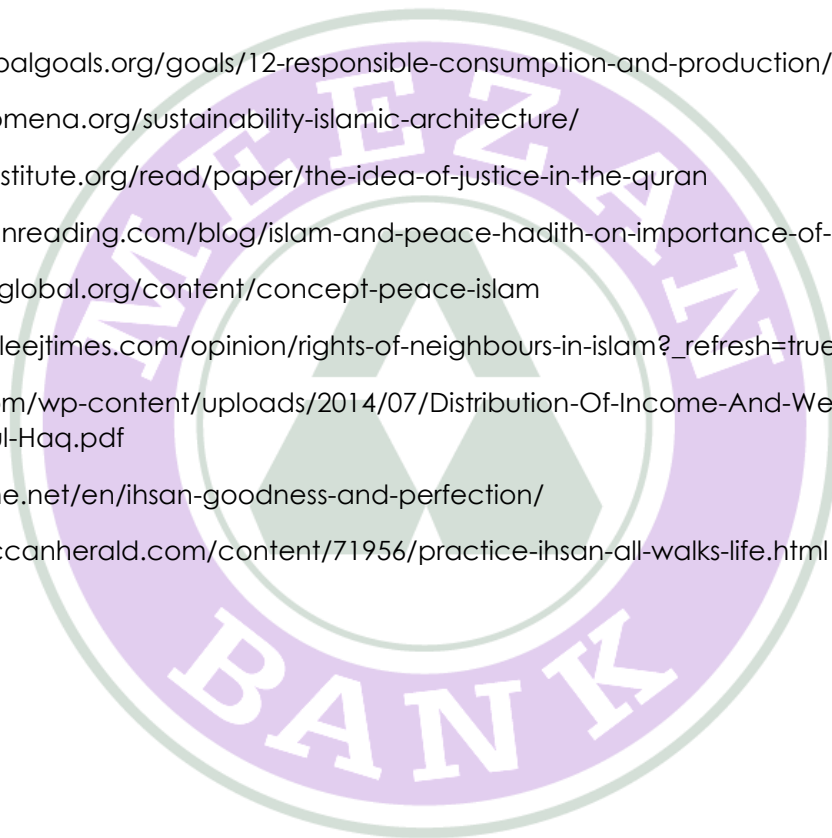 balgoals.org/goals/12-responsible-consumption-and-production/
omena.org/sustainability-islamic-architecture/
stitute.org/read/paper/the-idea-of-justice-in-the-quran
nreading.com/blog/islam-and-peace-hadith-on-importance-of-
global.org/content/concept-peace-islam
leejtimes.com/opinion/rights-of-neighbours-in-islam?_refresh=true
om/wp-content/uploads/2014/07/Distribution-Of-Income-And-We
ul-Haq.pdf
ne.net/en/ihsan-goodness-and-perfection/
ccanherald.com/content/71956/practice-ihsan-all-walks-life.html
MEEZAN
BANK